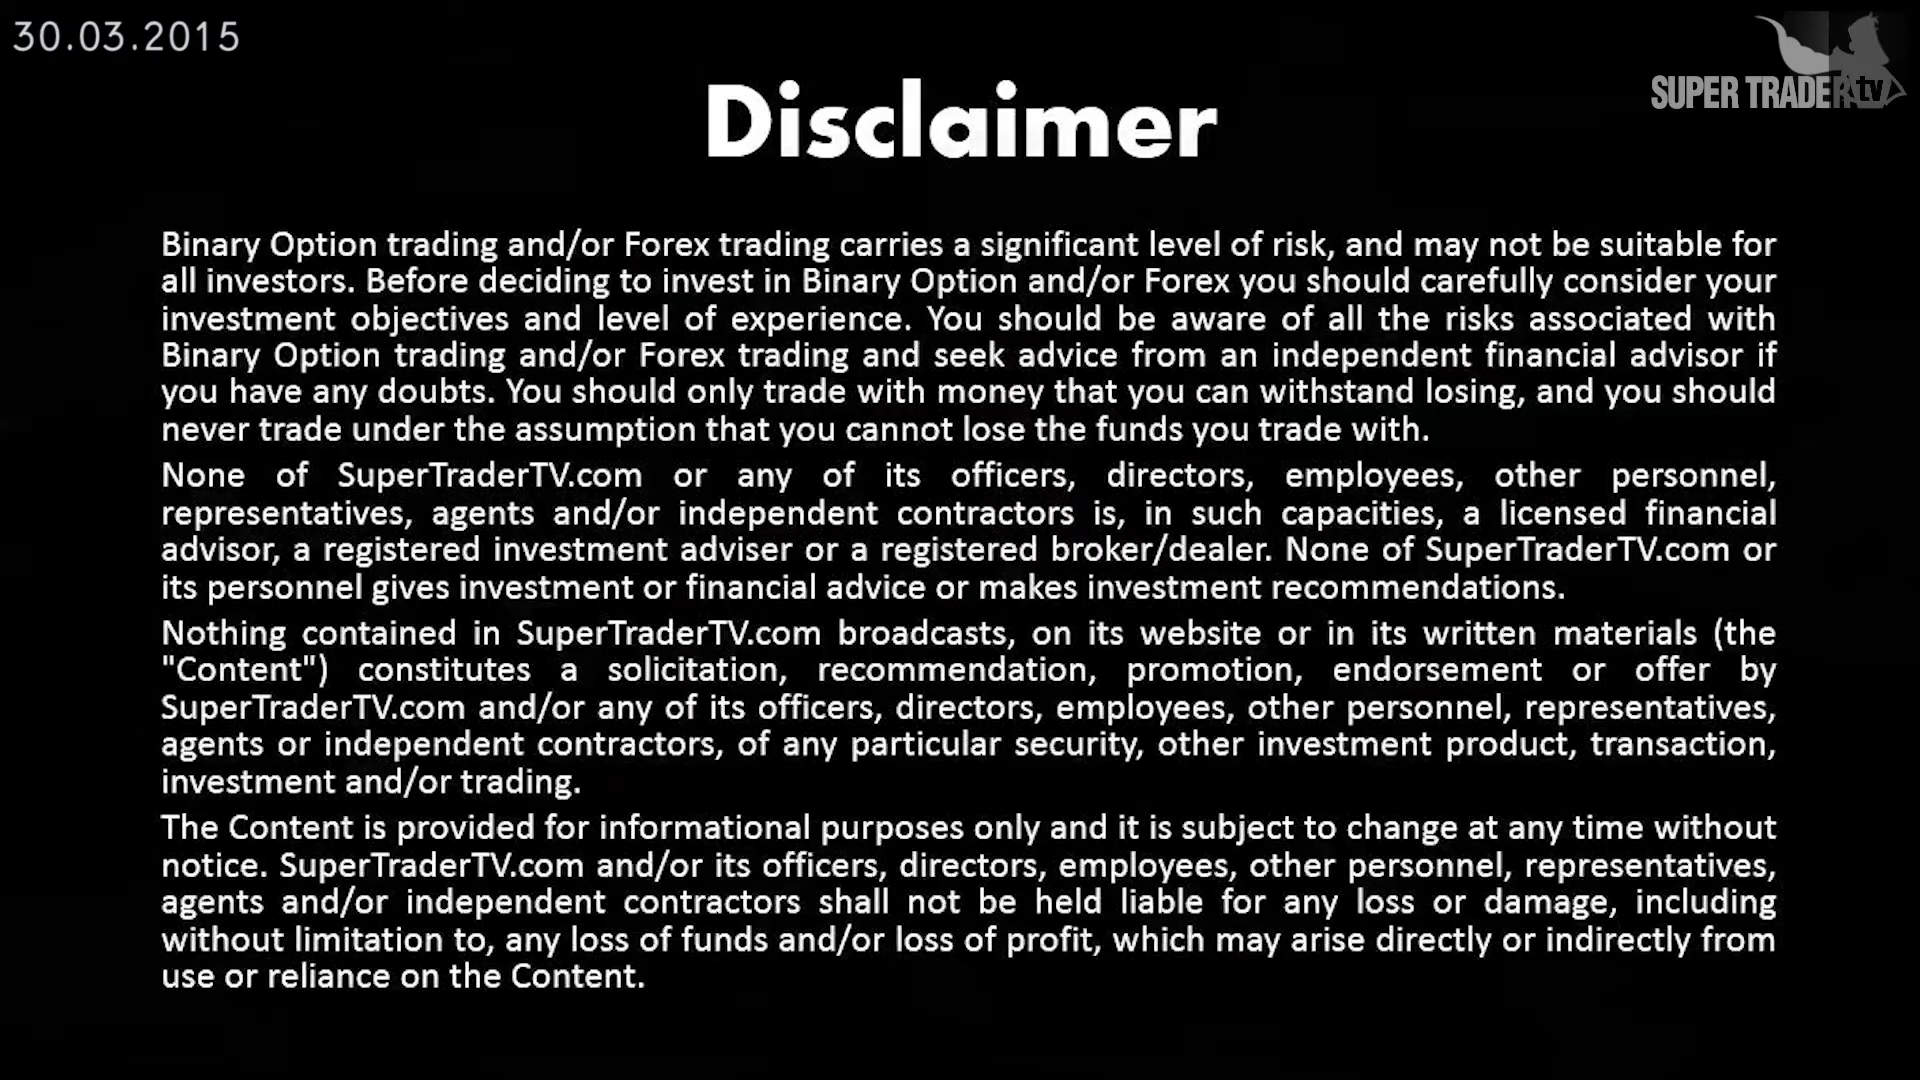 30.03.2015
SUPER TRADER tv
Disclaimer
Binary Option trading and/or Forex trading carries a significant level of risk, and may not be suitable for
all investors. Before deciding to invest in Binary Option and/or Forex you should carefully consider your
investment objectives and level of experience. You should be aware of all the risks associated with
Binary Option trading and/or Forex trading and seek advice from an independent financial advisor if
you have any doubts. You should only trade with money that you can withstand losing, and you should
never trade under the assumption that you cannot lose the funds you trade with.
None of SuperTraderTV.com or any of its officers, directors, employees, other personnel,
representatives, agents and/or independent contractors is, in such capacities, a licensed financial
advisor, a registered investment adviser or a registered broker/dealer. None of SuperTraderTV.com or
its personnel gives investment or financial advice or makes investment recommendations.
Nothing contained in SuperTraderTV.com broadcasts, on its website or in its written materials (the
"Content") constitutes a solicitation, recommendation, promotion, endorsement or offer by
SuperTraderTV.com and/or any of its officers, directors, employees, other personnel, representatives,
agents or independent contractors, of any particular security, other investment product, transaction,
investment and/or trading.
The Content is provided for informational purposes only and it is subject to change at any time without
notice. SuperTraderTV.com and/or its officers, directors, employees, other personnel, representatives,
agents and/or independent contractors shall not be held liable for any loss or damage, including
without limitation to, any loss of funds and/or loss of profit, which may arise directly or indirectly from
use or reliance on the Content.